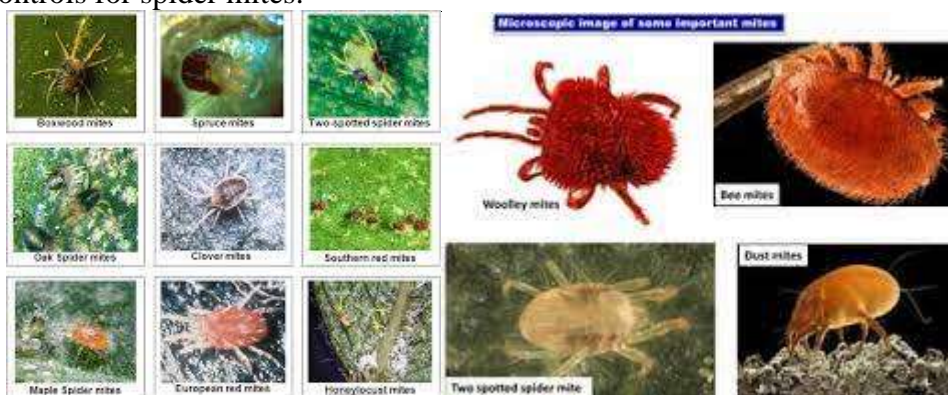 ontrols for spider mites.
Boxwood mites
Spruce mites
Two-spotted spider mites
Oak Spider mites
Clover mites
Southern red mites
Maple Spider mites
European red mites
Honeylocust mites
Microscopic image of some important mites
Woolley mites
Bee mites
Two spotted spider mite
Dust mites